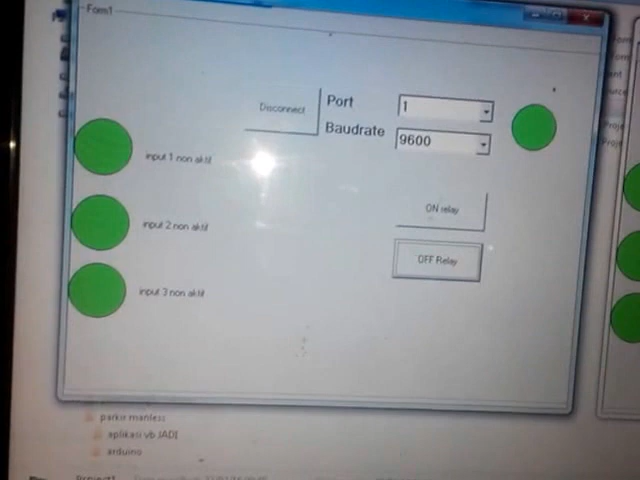 Form1
Disconnect
Port
1
Baudrate
9600
input 1 non aktif
ON relay
input 2 non aktif
OFF Relay
input 3 non aktif
parkir manless
aplikasi vb JADI
arduino
Project1